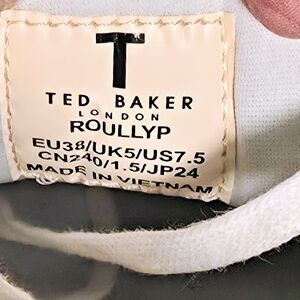 T
TED BAKER
LONDON
ROULLYP
EU38/UK5/US7.5
CN240/1.5/JP24
MADE IN VIETNAM